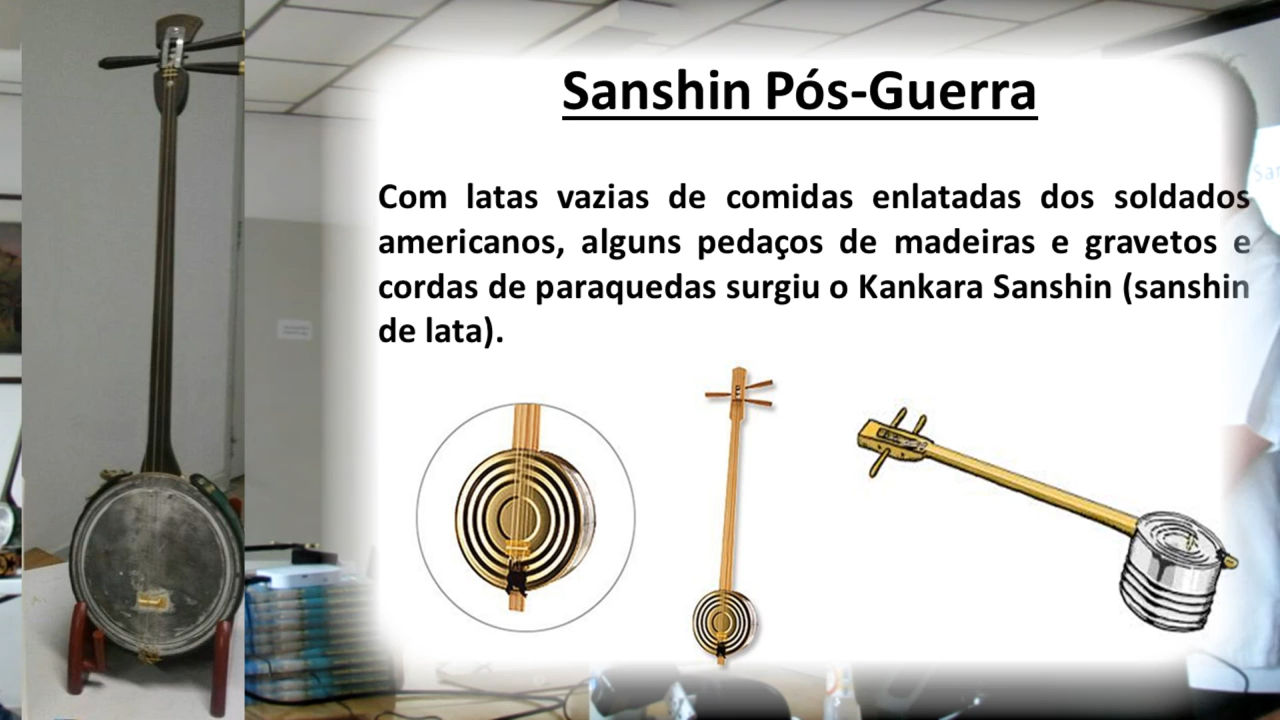 Sanshin Pós-Guerra
Com latas vazias de comidas enlatadas dos soldados
americanos, alguns pedaços de madeiras e gravetos e
cordas de paraquedas surgiu o Kankara Sanshin (sanshin
de lata).